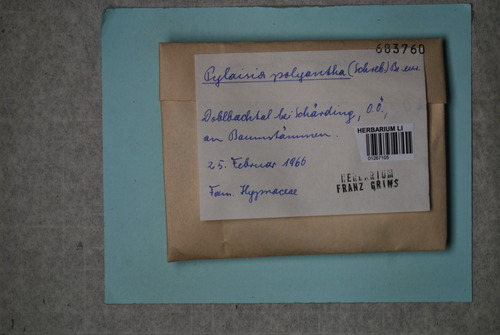 683760
Pylaisia polyantha (Schreb.) Br. eur.
Doblbachtal bei Schärding, O.Ö.,
an Baumstämmen.
HERBARIUM LI
01267105
25. Februar 1966
HERBARIUM
FRANZ GRIMS
Fam. Hypnaceae